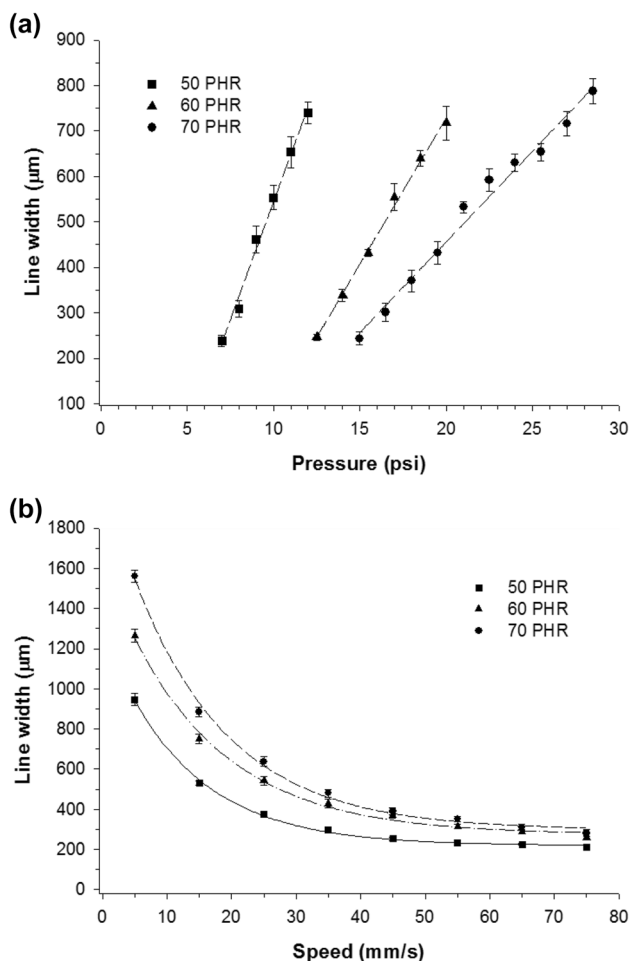 (a)
900
800
700
600
500
400
300
200
100
Line width (µm)
50 PHR
60 PHR
70 PHR
0 5 10 15 20 25 30
Pressure (psi)
(b)
1800
1600
1400
1200
1000
800
600
400
200
0
Line width (µm)
50 PHR
60 PHR
70 PHR
0 10 20 30 40 50 60 70 80
Speed (mm/s)